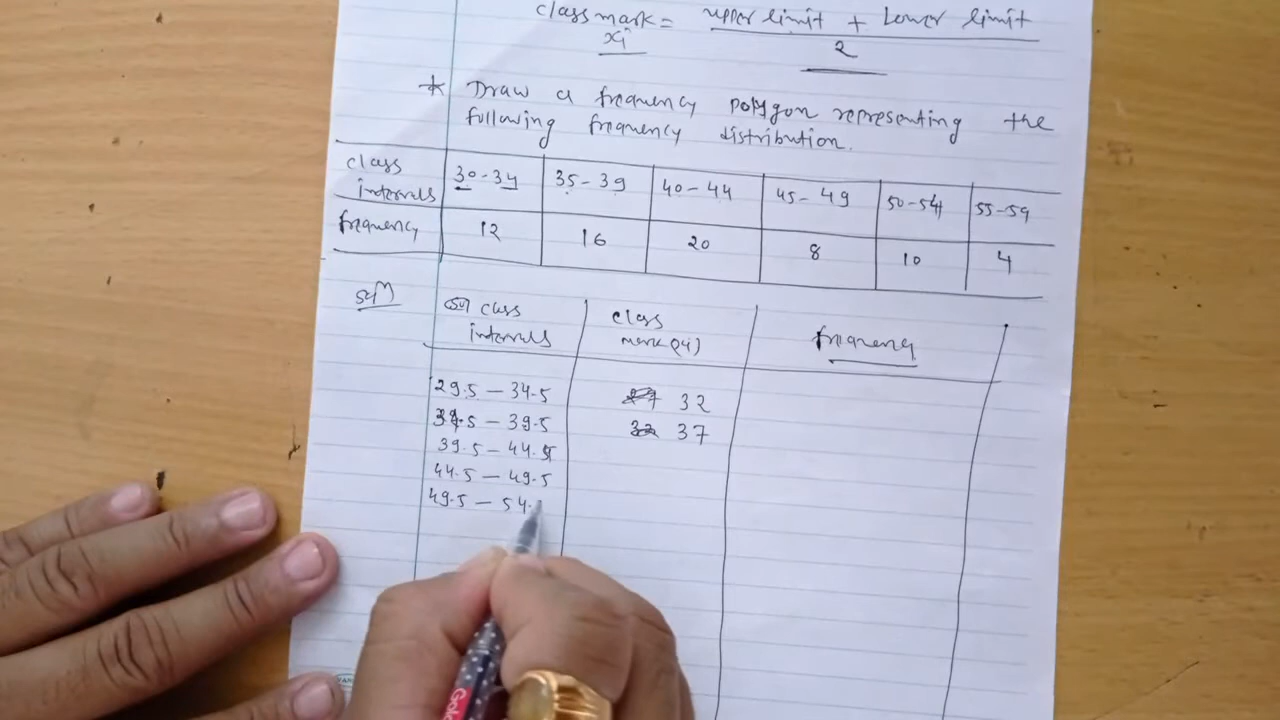 class mark = upper limit + Lower limit
xi 2
* Draw a frequency polygon representing the
following frequency distribution.
class intervals 30-34 35-39 40-44 45-49 50-54 55-59
frequency 12 16 20 8 10 4
class intervals class mark frequency
29.5 - 34.5 32
34.5 - 39.5 37
39.5 - 44.5
44.5 - 49.5
49.5 - 54.